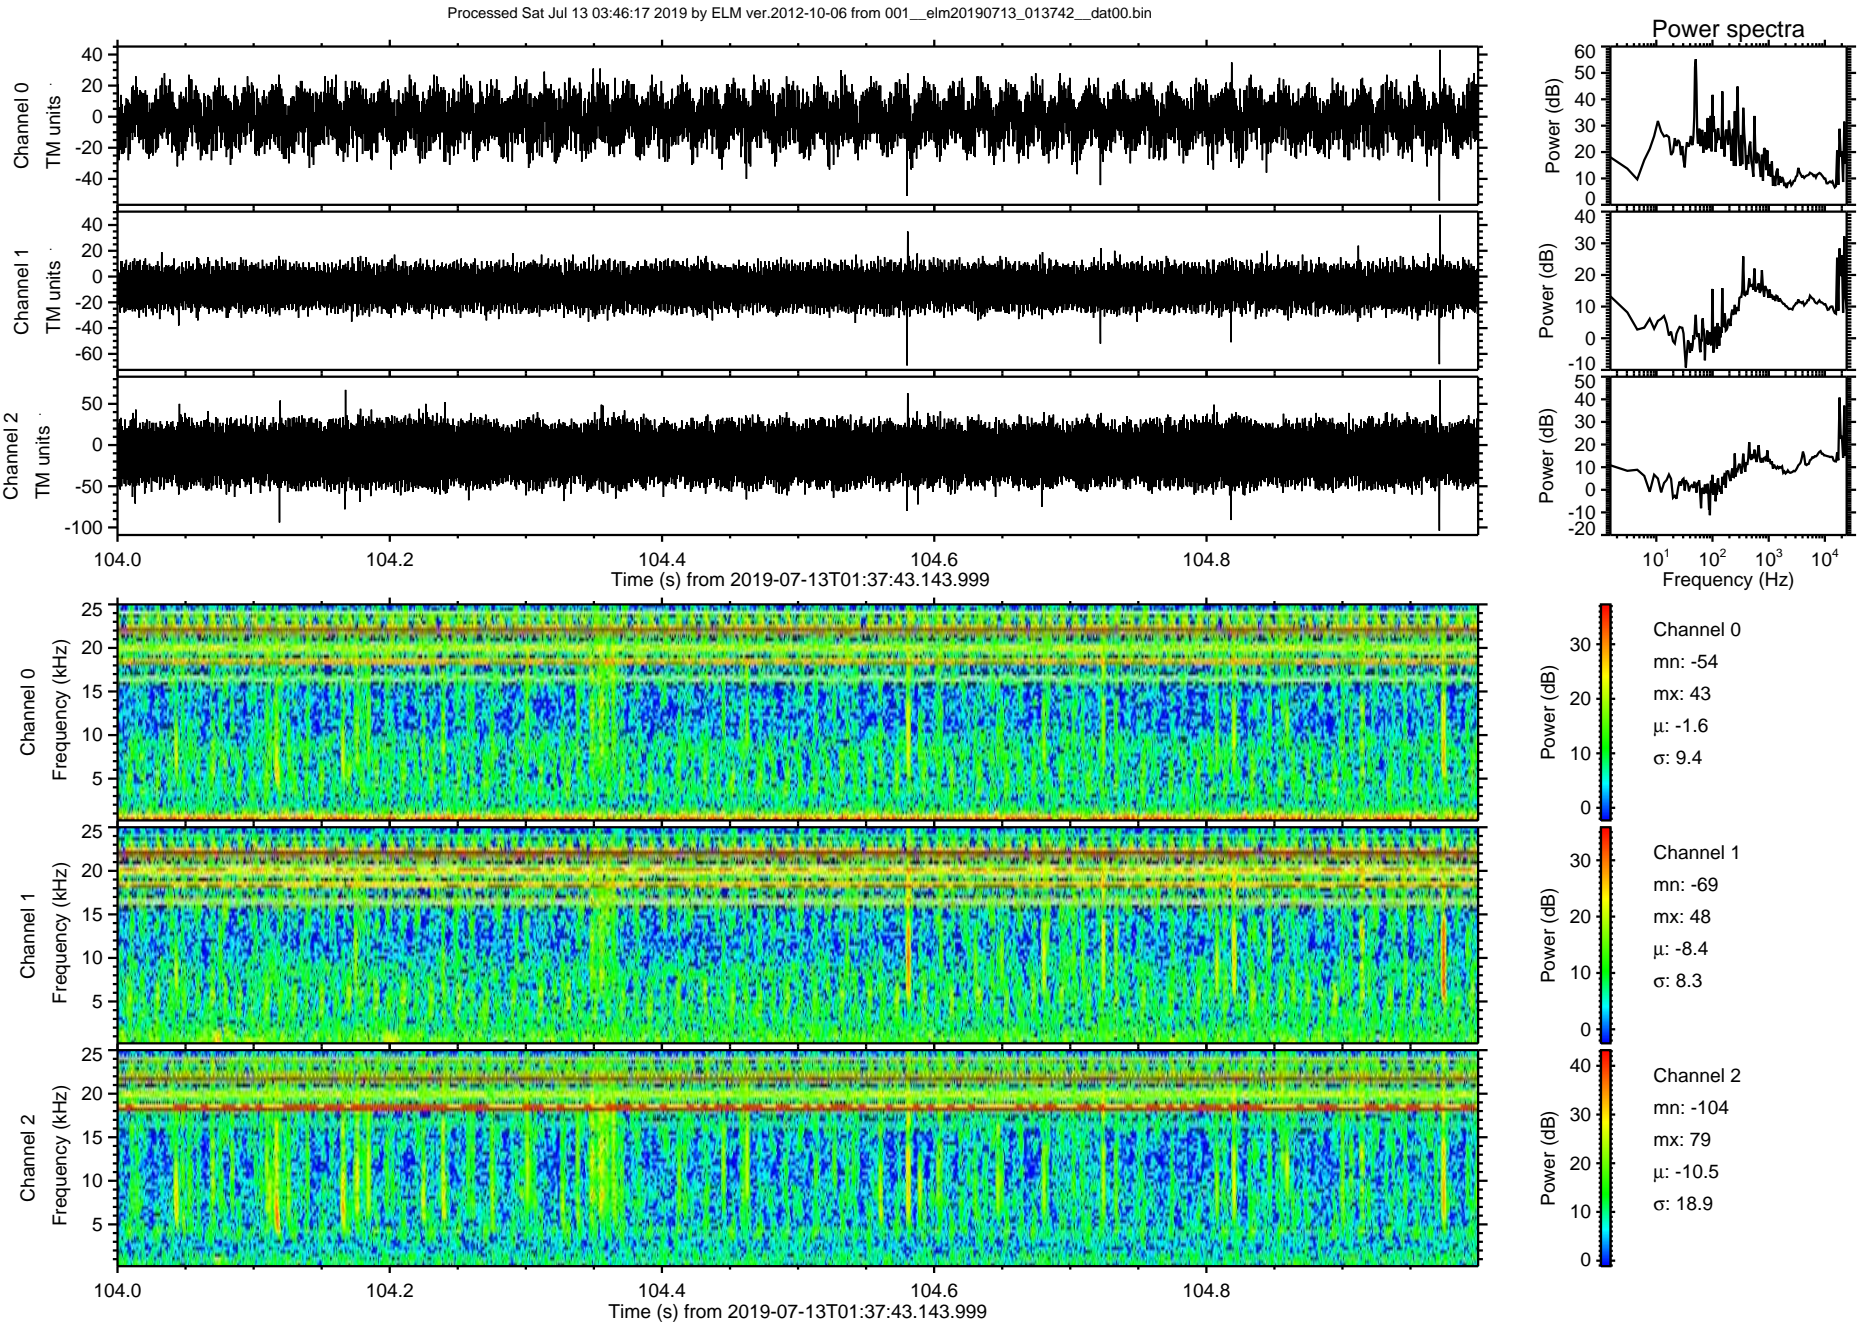 Processed Sat Jul 13 03:46:17 2019 by ELM ver.2012-10-06 from 001__elm20190713_013742__dat00.bin
Power spectra
Channel 0
TM units
40
20
0
-20
-40
Power (dB)
60
50
40
30
20
10
0
Channel 1
TM units
40
20
0
-20
-40
-60
Power (dB)
40
30
20
10
0
-10
Channel 2
TM units
50
0
-50
-100
Power (dB)
50
40
30
20
10
0
-10
-20
104.0 104.2 104.4 104.6 104.8
Time (s) from 2019-07-13T01:37:43.143.999
10^1 10^2 10^3 10^4
Frequency (Hz)
Channel 0
Frequency (kHz)
25
20
15
10
5
Power (dB)
30
20
10
0
Channel 0
mn: -54
mx: 43
μ: -1.6
σ: 9.4
Channel 1
Frequency (kHz)
25
20
15
10
5
Power (dB)
30
20
10
0
Channel 1
mn: -69
mx: 48
μ: -8.4
σ: 8.3
Channel 2
Frequency (kHz)
25
20
15
10
5
Power (dB)
40
30
20
10
0
Channel 2
mn: -104
mx: 79
μ: -10.5
σ: 18.9
104.0 104.2 104.4 104.6 104.8
Time (s) from 2019-07-13T01:37:43.143.999